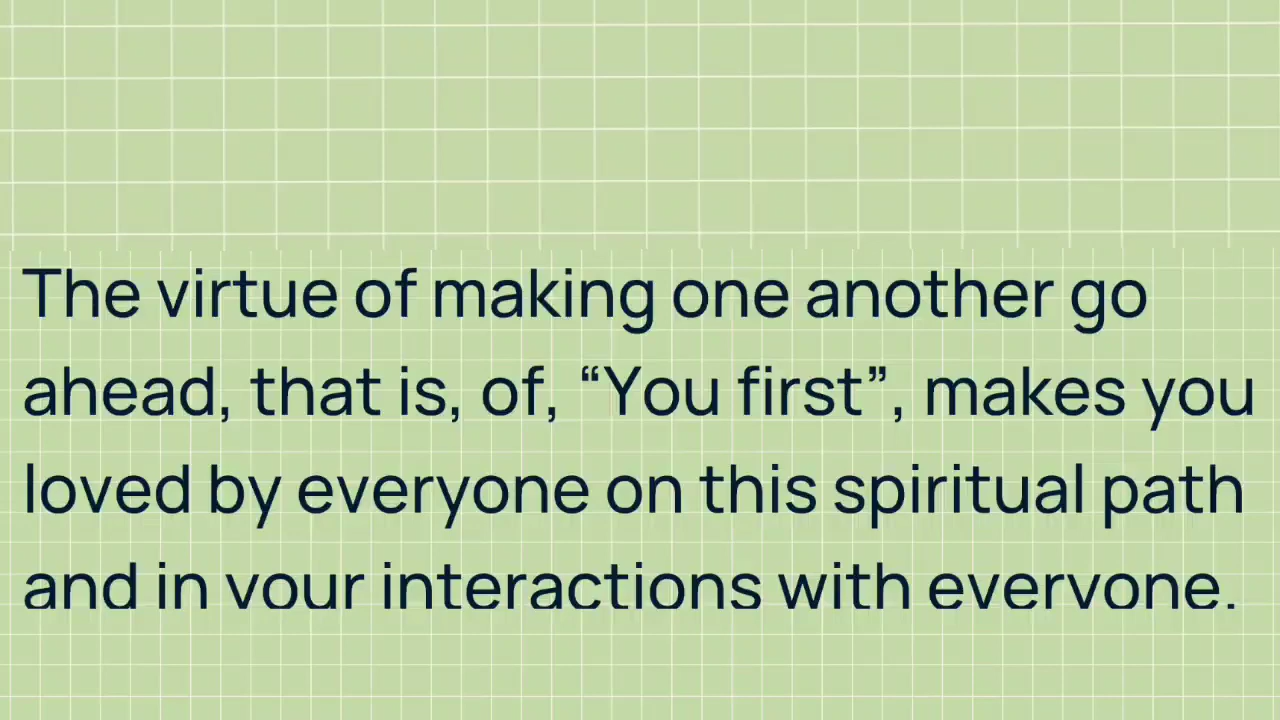 The virtue of making one another go
ahead, that is, of, “You first”, makes you
loved by everyone on this spiritual path
and in your interactions with everyone.